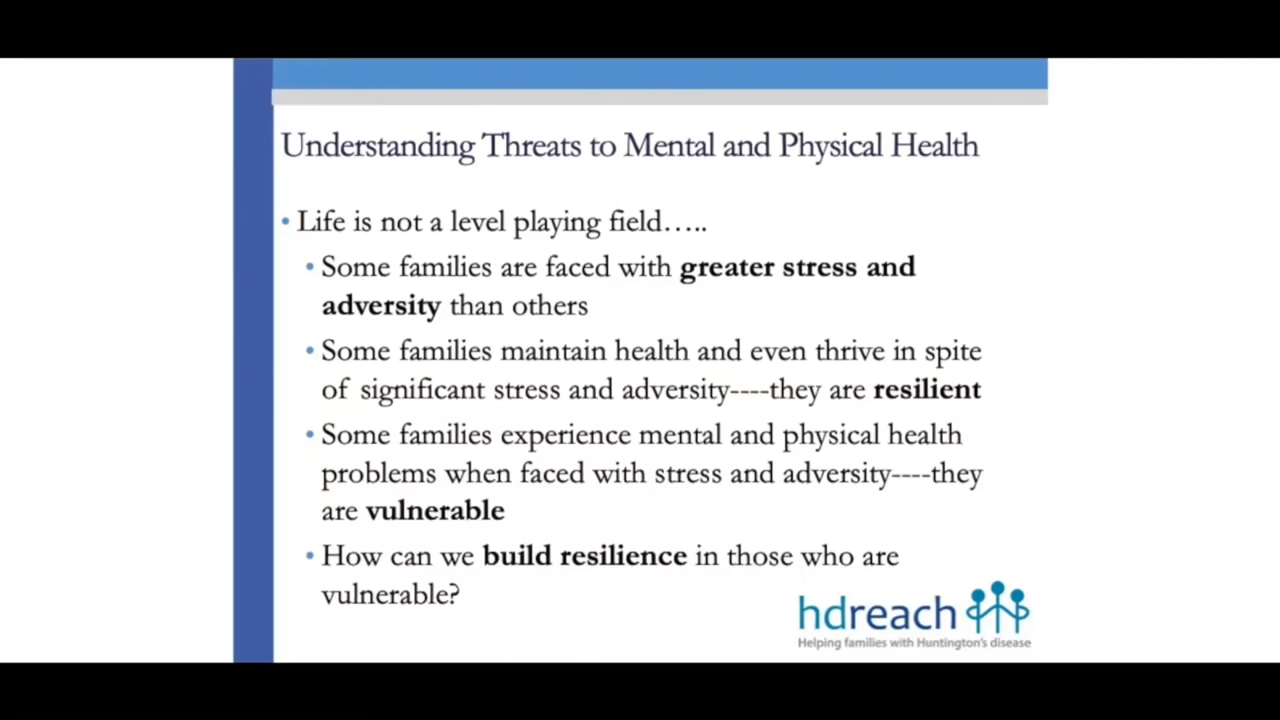 Understanding Threats to Mental and Physical Health
• Life is not a level playing field…..
• Some families are faced with greater stress and
adversity than others
• Some families maintain health and even thrive in spite
of significant stress and adversity----they are resilient
• Some families experience mental and physical health
problems when faced with stress and adversity----they
are vulnerable
• How can we build resilience in those who are
vulnerable?
hdreach
Helping families with Huntington's disease